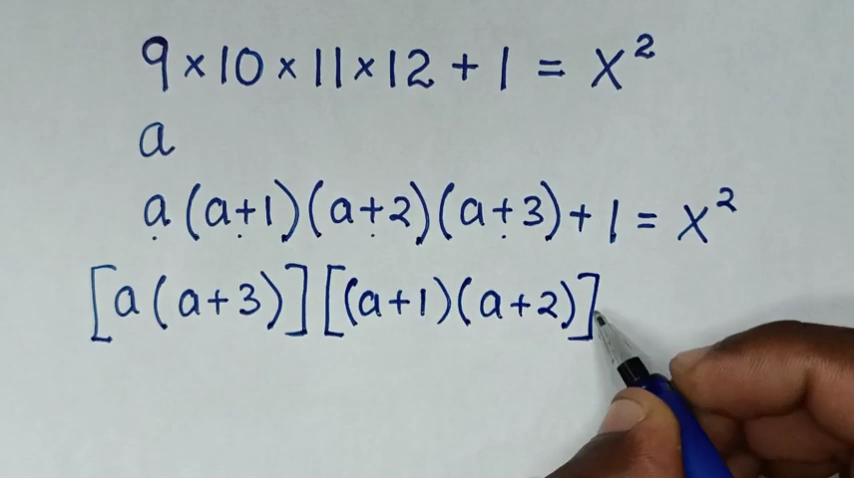 9×10×11×12+1 = x²
a
a(a+1)(a+2)(a+3)+1 = x²
[a(a+3)][(a+1)(a+2)]